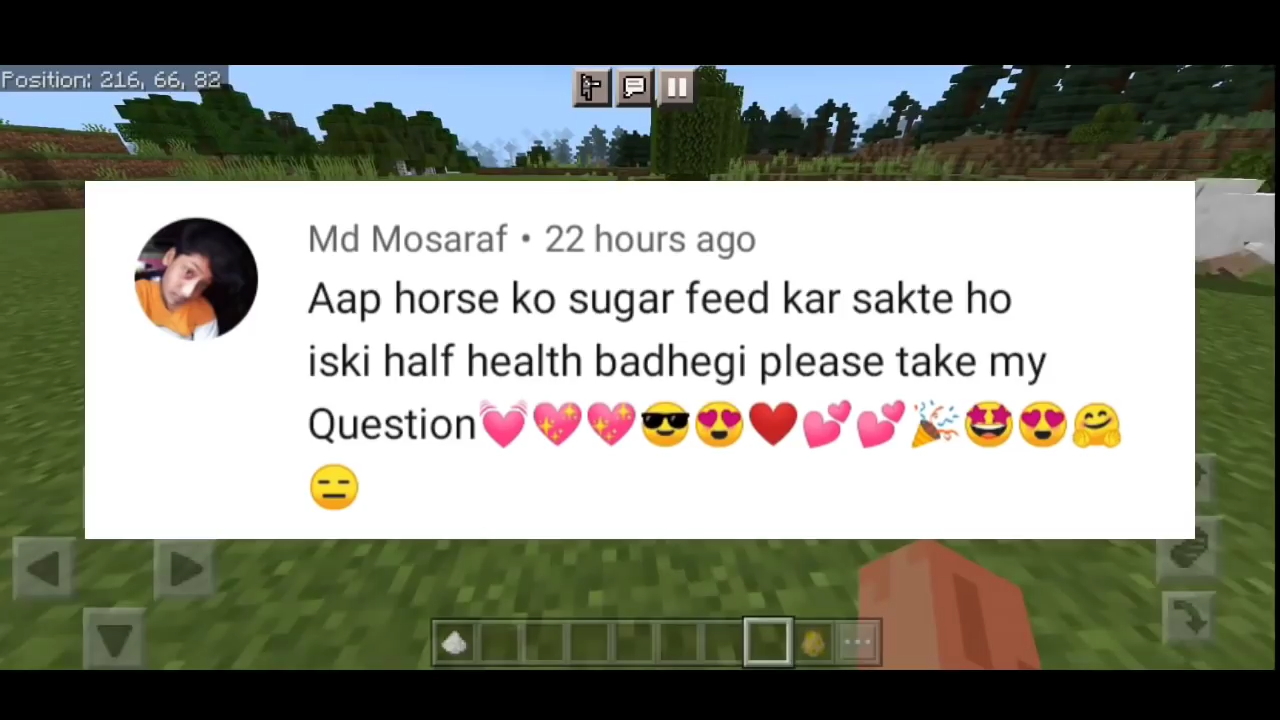 Position: 216, 66, 82
Md Mosaraf • 22 hours ago
Aap horse ko sugar feed kar sakte ho
iski half health badhegi please take my
Question💓💖💖😎😍❤️💕💕🎉🤩😍🤗
😑